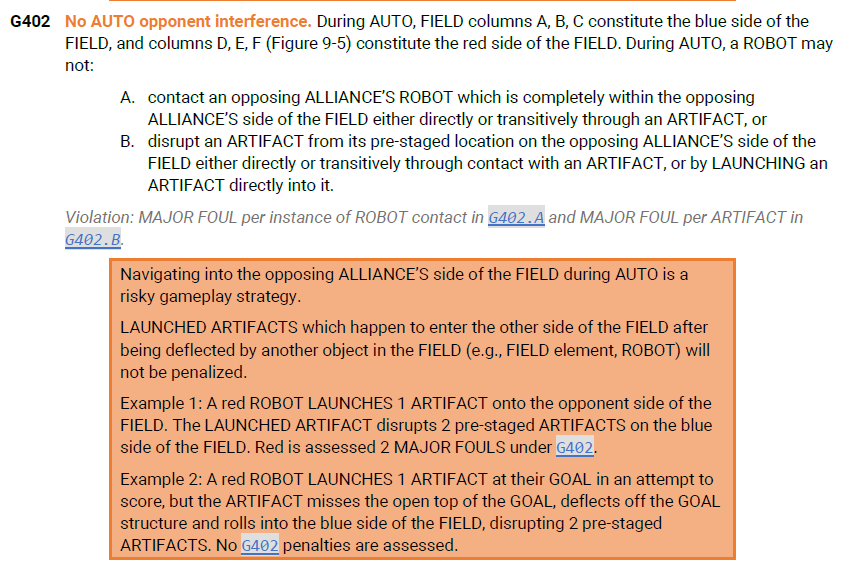 G402 No AUTO opponent interference. During AUTO, FIELD columns A, B, C constitute the blue side of the
FIELD, and columns D, E, F (Figure 9-5) constitute the red side of the FIELD. During AUTO, a ROBOT may
not:
A. contact an opposing ALLIANCE'S ROBOT which is completely within the opposing
ALLIANCE'S side of the FIELD either directly or transitively through an ARTIFACT, or
B. disrupt an ARTIFACT from its pre-staged location on the opposing ALLIANCE'S side of the
FIELD either directly or transitively through contact with an ARTIFACT, or by LAUNCHING an
ARTIFACT directly into it.
Violation: MAJOR FOUL per instance of ROBOT contact in G402.A and MAJOR FOUL per ARTIFACT in
G402.B.
Navigating into the opposing ALLIANCE'S side of the FIELD during AUTO is a
risky gameplay strategy.
LAUNCHED ARTIFACTS which happen to enter the other side of the FIELD after
being deflected by another object in the FIELD (e.g., FIELD element, ROBOT) will
not be penalized.
Example 1: A red ROBOT LAUNCHES 1 ARTIFACT onto the opponent side of the
FIELD. The LAUNCHED ARTIFACT disrupts 2 pre-staged ARTIFACTS on the blue
side of the FIELD. Red is assessed 2 MAJOR FOULS under G402.
Example 2: A red ROBOT LAUNCHES 1 ARTIFACT at their GOAL in an attempt to
score, but the ARTIFACT misses the open top of the GOAL, deflects off the GOAL
structure and rolls into the blue side of the FIELD, disrupting 2 pre-staged
ARTIFACTS. No G402 penalties are assessed.